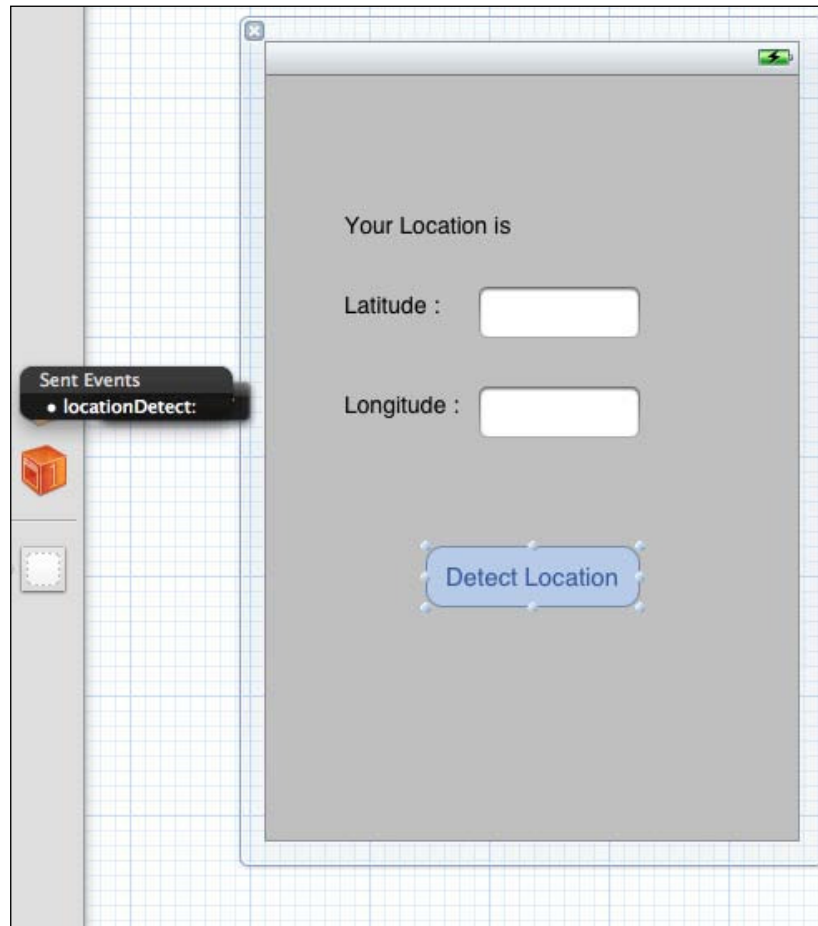 Your Location is
Latitude :
Sent Events
• locationDetect:
Longitude :
Detect Location